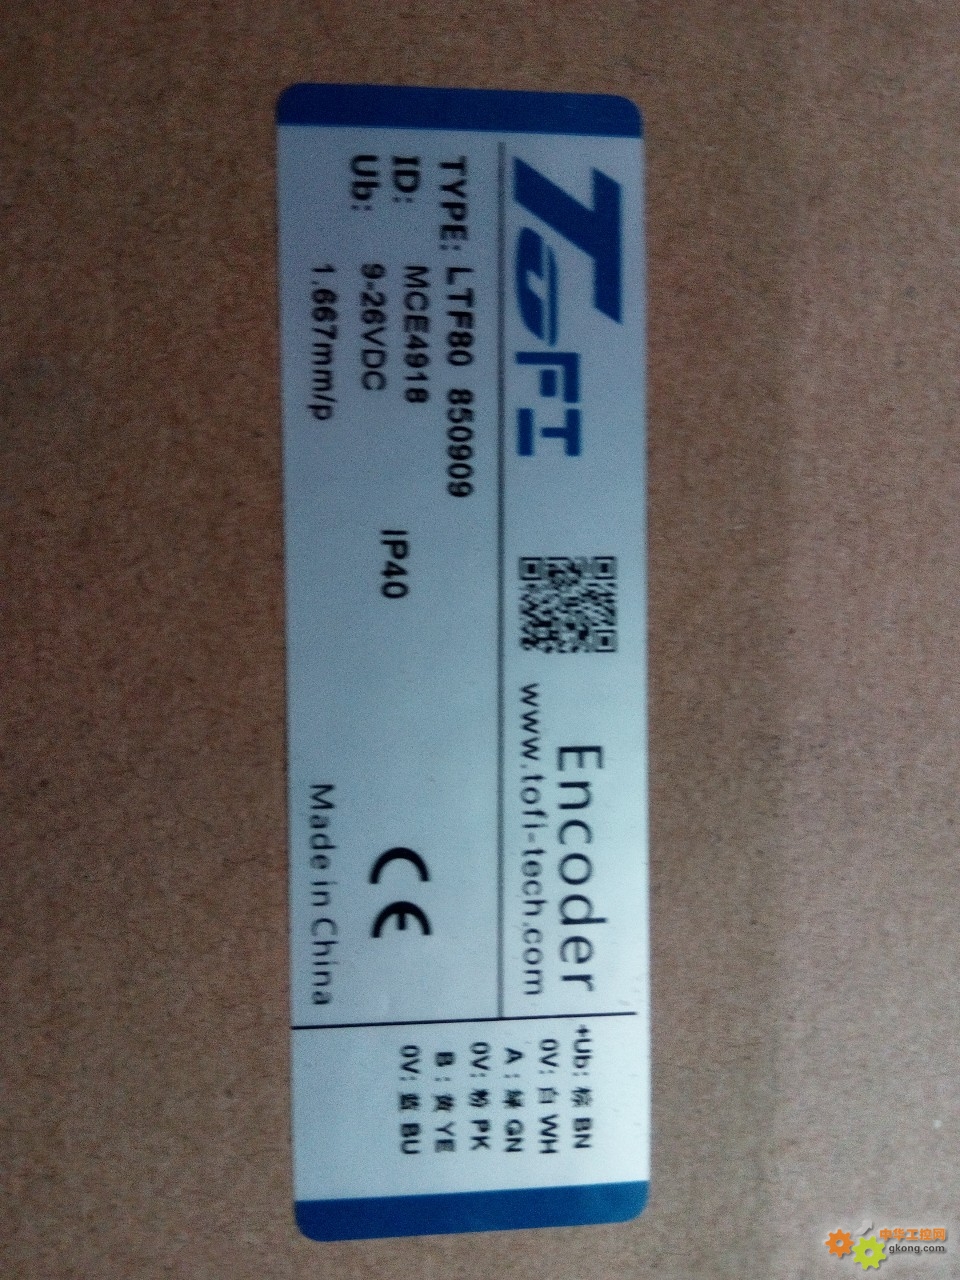 TOFI
Encoder
www.tofi-tech.com
TYPE: LTF80 850909
ID: MCE4918
Ub: 9-26VDC
IP40
1.667mm/p
Made in China
CE
+Ub: 棕 BN
0V: 白 WH
A: 绿 GN
0V: 粉 PK
B: 黄 YE
0V: 蓝 BU
中华工控网
gkong.com